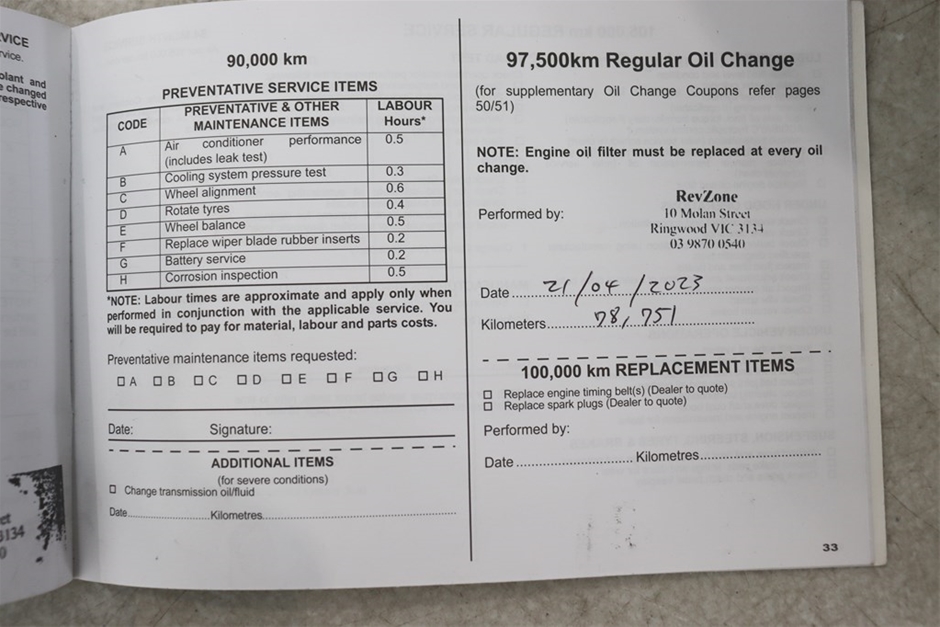 VICE
rvice.
olant and
e changed
respective
90,000 km
PREVENTATIVE SERVICE ITEMS
CODE PREVENTATIVE & OTHER MAINTENANCE ITEMS LABOUR Hours*
A Air conditioner performance (includes leak test) 0.5
B Cooling system pressure test 0.3
C Wheel alignment 0.6
D Rotate tyres 0.4
E Wheel balance 0.5
F Replace wiper blade rubber inserts 0.2
G Battery service 0.2
H Corrosion inspection 0.5
*NOTE: Labour times are approximate and apply only when
performed in conjunction with the applicable service. You
will be required to pay for material, labour and parts costs.
Preventative maintenance items requested:
☐ A ☐ B ☐ C ☐ D ☐ E ☐ F ☐ G ☐ H
Date: Signature:
ADDITIONAL ITEMS
(for severe conditions)
☐ Change transmission oil/fluid
Date Kilometres
3134
97,500km Regular Oil Change
(for supplementary Oil Change Coupons refer pages
50/51)
NOTE: Engine oil filter must be replaced at every oil
change.
Performed by:
RevZone
10 Molan Street
Ringwood VIC 3134
03 9870 0540
Date 21/04/2023
Kilometers 78,751
100,000 km REPLACEMENT ITEMS
☐ Replace engine timing belt(s) (Dealer to quote)
☐ Replace spark plugs (Dealer to quote)
Performed by:
Date Kilometres
33